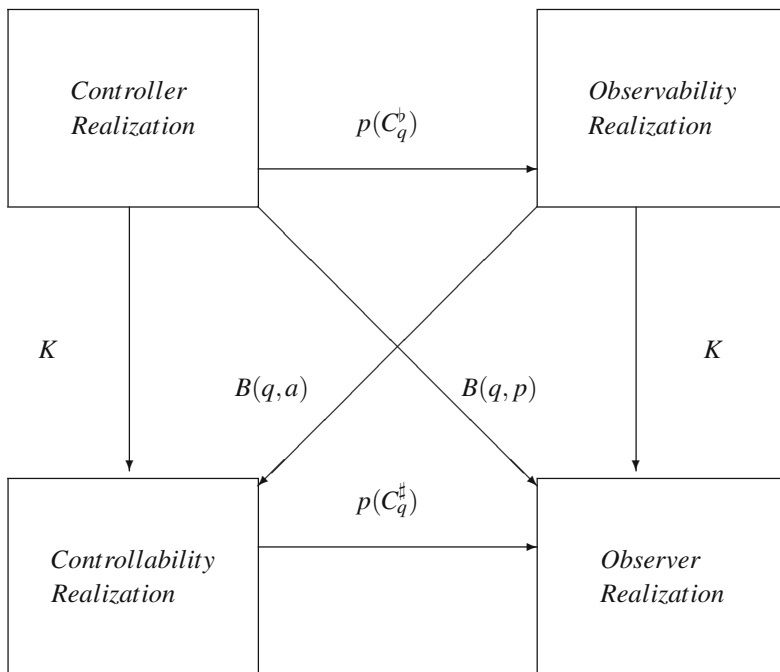 Controller
Realization
Observability
Realization
p(C_q^♭)
K
K
B(q,a)
B(q,p)
p(C_q^♯)
Controllability
Realization
Observer
Realization